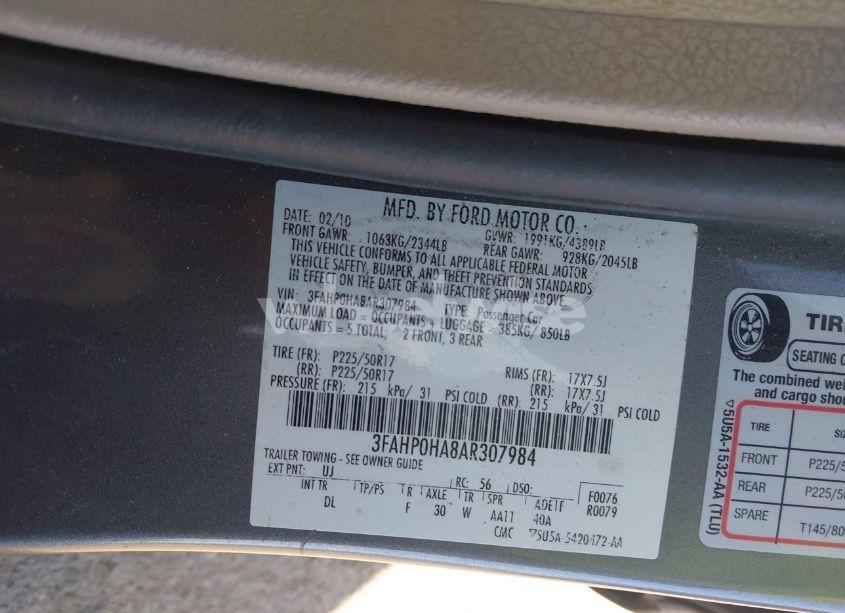 MFD. BY FORD MOTOR CO.
DATE: 02/10 GVWR: 1991KG/4389LB
FRONT GAWR: 1063KG/2344LB REAR GAWR: 928KG/2045LB
THIS VEHICLE CONFORMS TO ALL APPLICABLE FEDERAL MOTOR
VEHICLE SAFETY, BUMPER, AND THEFT PREVENTION STANDARDS
IN EFFECT ON THE DATE OF MANUFACTURE SHOWN ABOVE
VIN: 3FAHP0HA8AR307984 TYPE: Passenger Car
MAXIMUM LOAD = OCCUPANTS + LUGGAGE = 385KG/ 850LB
OCCUPANTS = 5 TOTAL: 2 FRONT, 3 REAR
TIRE (FR): P225/50R17 RIMS (FR): 17X7.5J
(RR): P225/50R17 (RR): 17X7.5J
PRESSURE (FR): 215 kPa/ 31 PSI COLD (RR): 215 kPa/ 31 PSI COLD
3FAHP0HA8AR307984
TRAILER TOWING - SEE OWNER GUIDE
EXT PNT: UJ RC: 56 DSO: F0076
INT TR TP/PS R AXLE TR SPR ADETF R0079
DL F 30 W AA11 40A
CMC ▽5U5A-5420472-AA
TIR
SEATING C
The combined wei
and cargo shou
TIRE SI
FRONT P225/5
REAR P225/5
SPARE T145/80
▽5U5A-1532-AA (TLU)